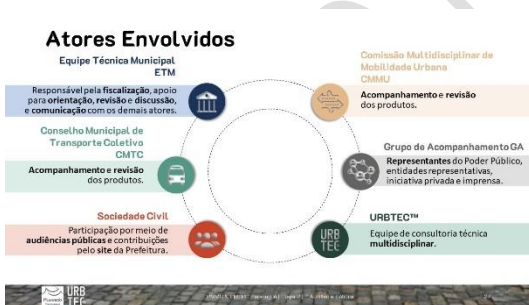 Atores Envolvidos
Equipe Técnica Municipal
ETM
Responsável pela fiscalização, apoio
para orientação, revisão e discussão,
e comunicação com os demais atores.
Conselho Municipal de
Transporte Coletivo
CMTC
Acompanhamento e revisão
dos produtos.
Sociedade Civil
Participação por meio de
audiências públicas e contribuições
pelo site da Prefeitura.
Comissão Multidisciplinar de
Mobilidade Urbana
CMMU
Acompanhamento e revisão
dos produtos.
Grupo de Acompanhamento GA
Representantes do Poder Público,
entidades representativas,
iniciativa privada e imprensa.
URBTEC™
Equipe de consultoria técnica
multidisciplinar.
URB
TEC
URB
TEC